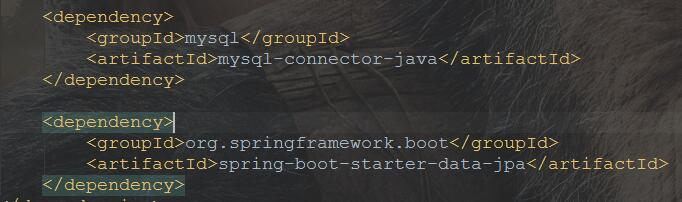 <dependency>
<groupId>mysql</groupId>
<artifactId>mysql-connector-java</artifactId>
</dependency>
<dependency>
<groupId>org.springframework.boot</groupId>
<artifactId>spring-boot-starter-data-jpa</artifactId>
</dependency>